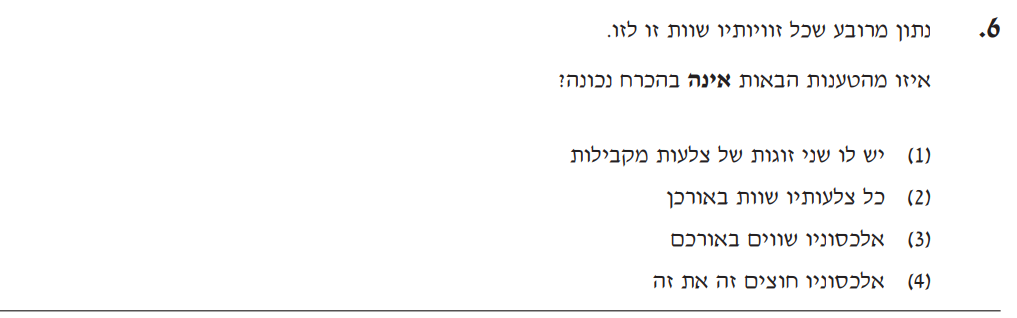 6. נתון מרובע שכל זוויותיו שוות זו לזו.
איזו מהטענות הבאות אינה בהכרח נכונה?
(1) יש לו שני זוגות של צלעות מקבילות
(2) כל צלעותיו שוות באורכן
(3) אלכסוניו שווים באורכם
(4) אלכסוניו חוצים זה את זה